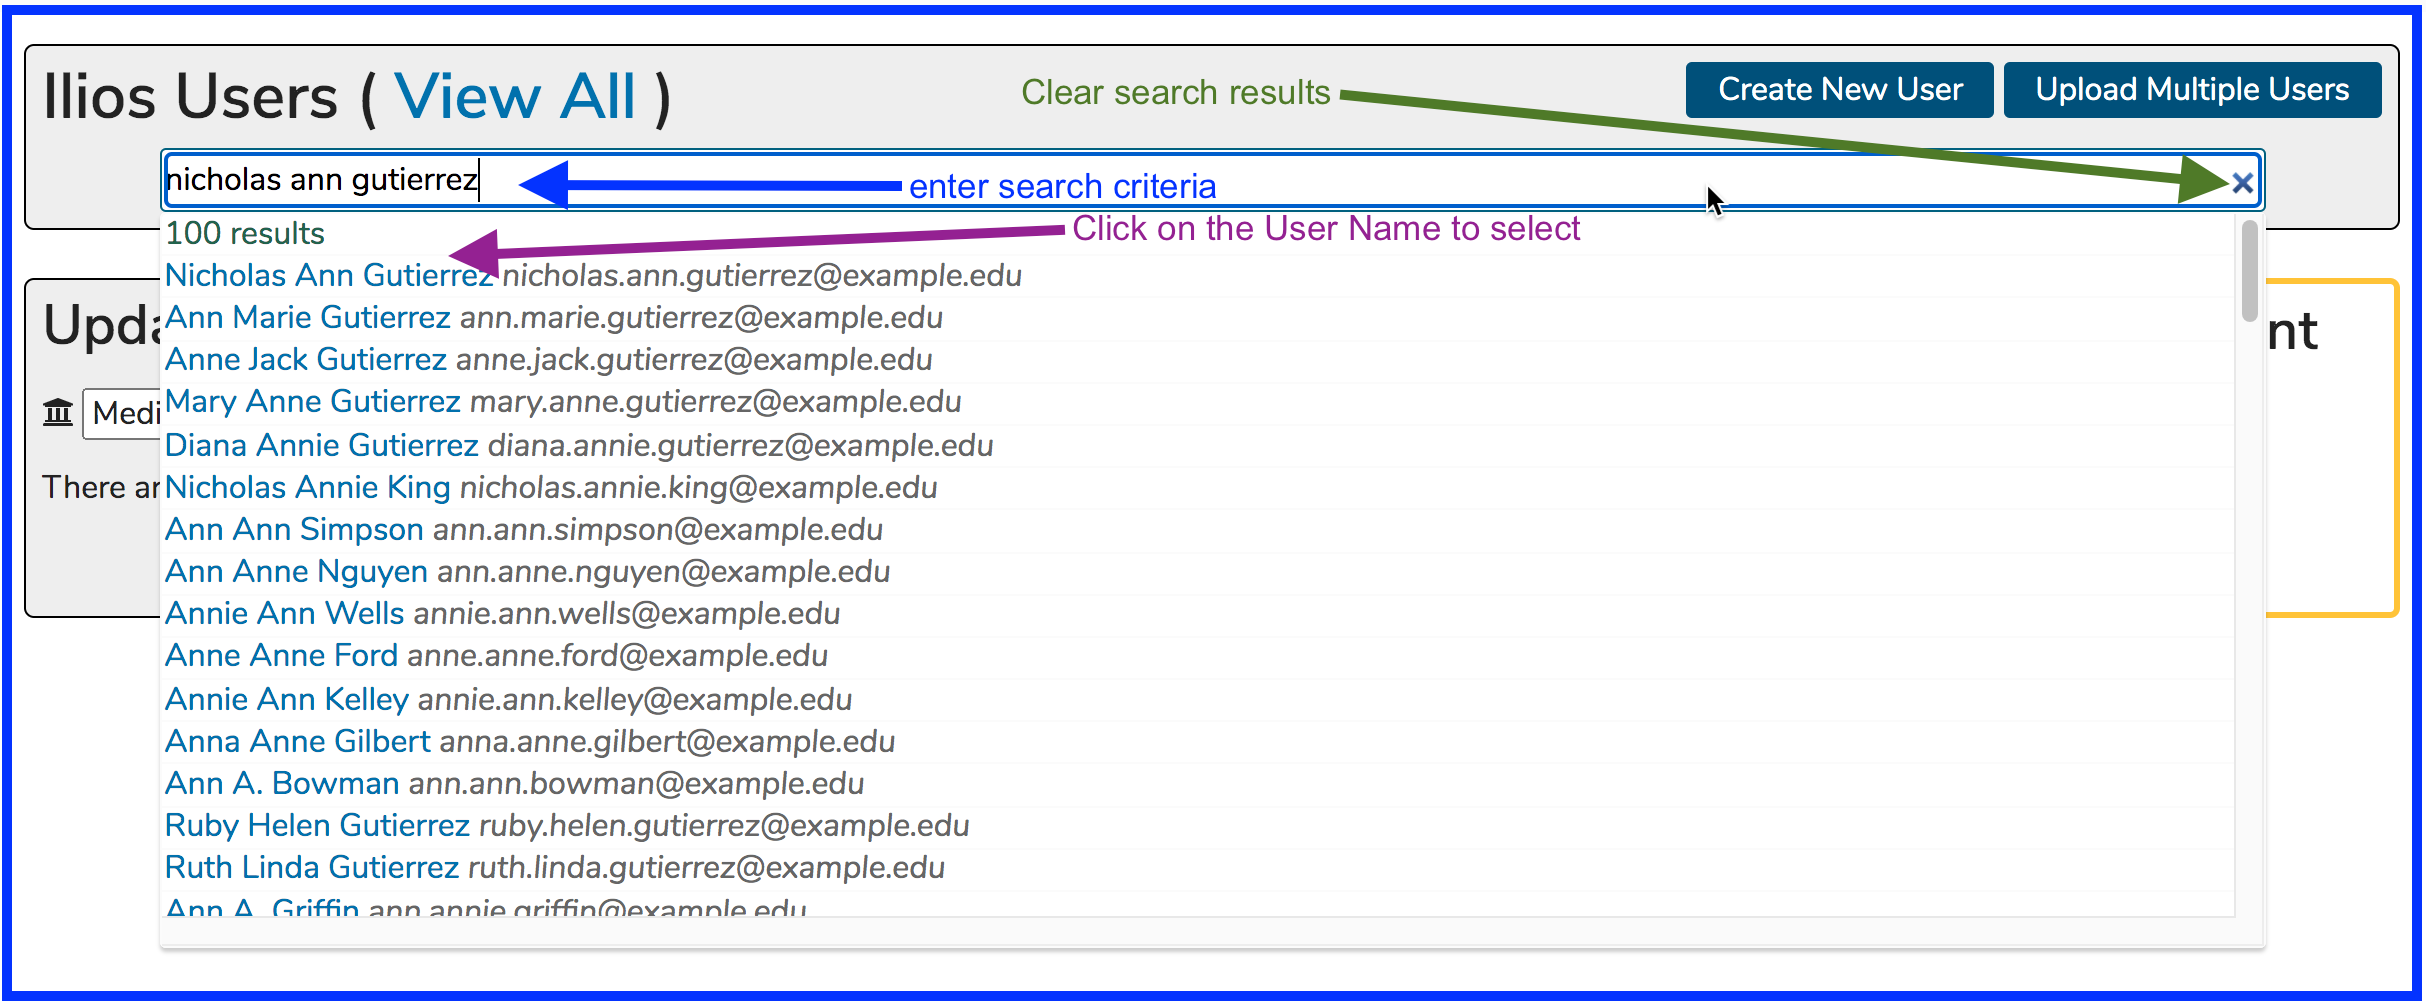 Ilios Users ( View All )
Clear search results
Create New User
Upload Multiple Users
nicholas ann gutierrez
enter search criteria
100 results
Click on the User Name to select
Nicholas Ann Gutierrez nicholas.ann.gutierrez@example.edu
Ann Marie Gutierrez ann.marie.gutierrez@example.edu
Anne Jack Gutierrez anne.jack.gutierrez@example.edu
Mary Anne Gutierrez mary.anne.gutierrez@example.edu
Diana Annie Gutierrez diana.annie.gutierrez@example.edu
Nicholas Annie King nicholas.annie.king@example.edu
Ann Ann Simpson ann.ann.simpson@example.edu
Ann Anne Nguyen ann.anne.nguyen@example.edu
Annie Ann Wells annie.ann.wells@example.edu
Anne Anne Ford anne.anne.ford@example.edu
Annie Ann Kelley annie.ann.kelley@example.edu
Anna Anne Gilbert anna.anne.gilbert@example.edu
Ann A. Bowman ann.ann.bowman@example.edu
Ruby Helen Gutierrez ruby.helen.gutierrez@example.edu
Ruth Linda Gutierrez ruth.linda.gutierrez@example.edu
Ann A. Griffin ann.annie.griffin@example.edu
Upda
nt
Medi
There ar